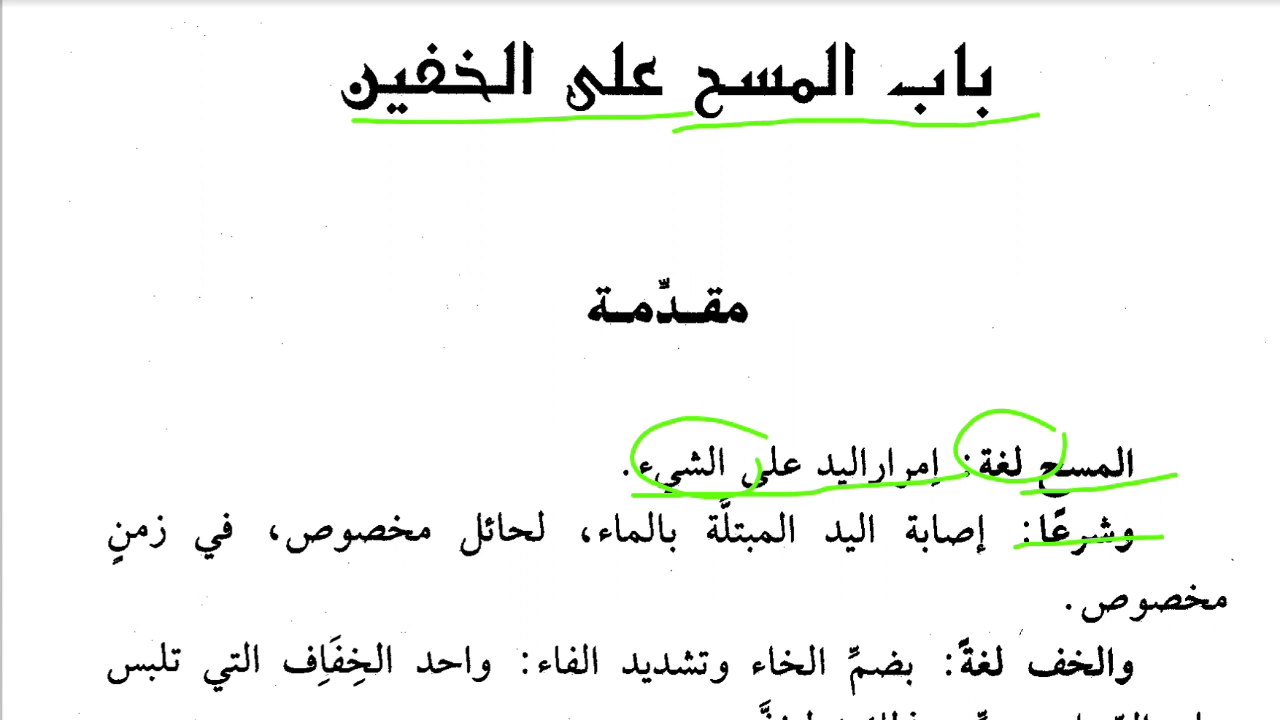 باب المسح على الخفين
مقدِّمة
المسح لغة: إمرار اليد على الشيء.
وشرعًا: إصابة اليد المبتلَّة بالماء، لحائل مخصوص، في زمنٍ
مخصوص.
والخف لغةً: بضمِّ الخاء وتشديد الفاء: واحد الخِفَاِف التي تلبس